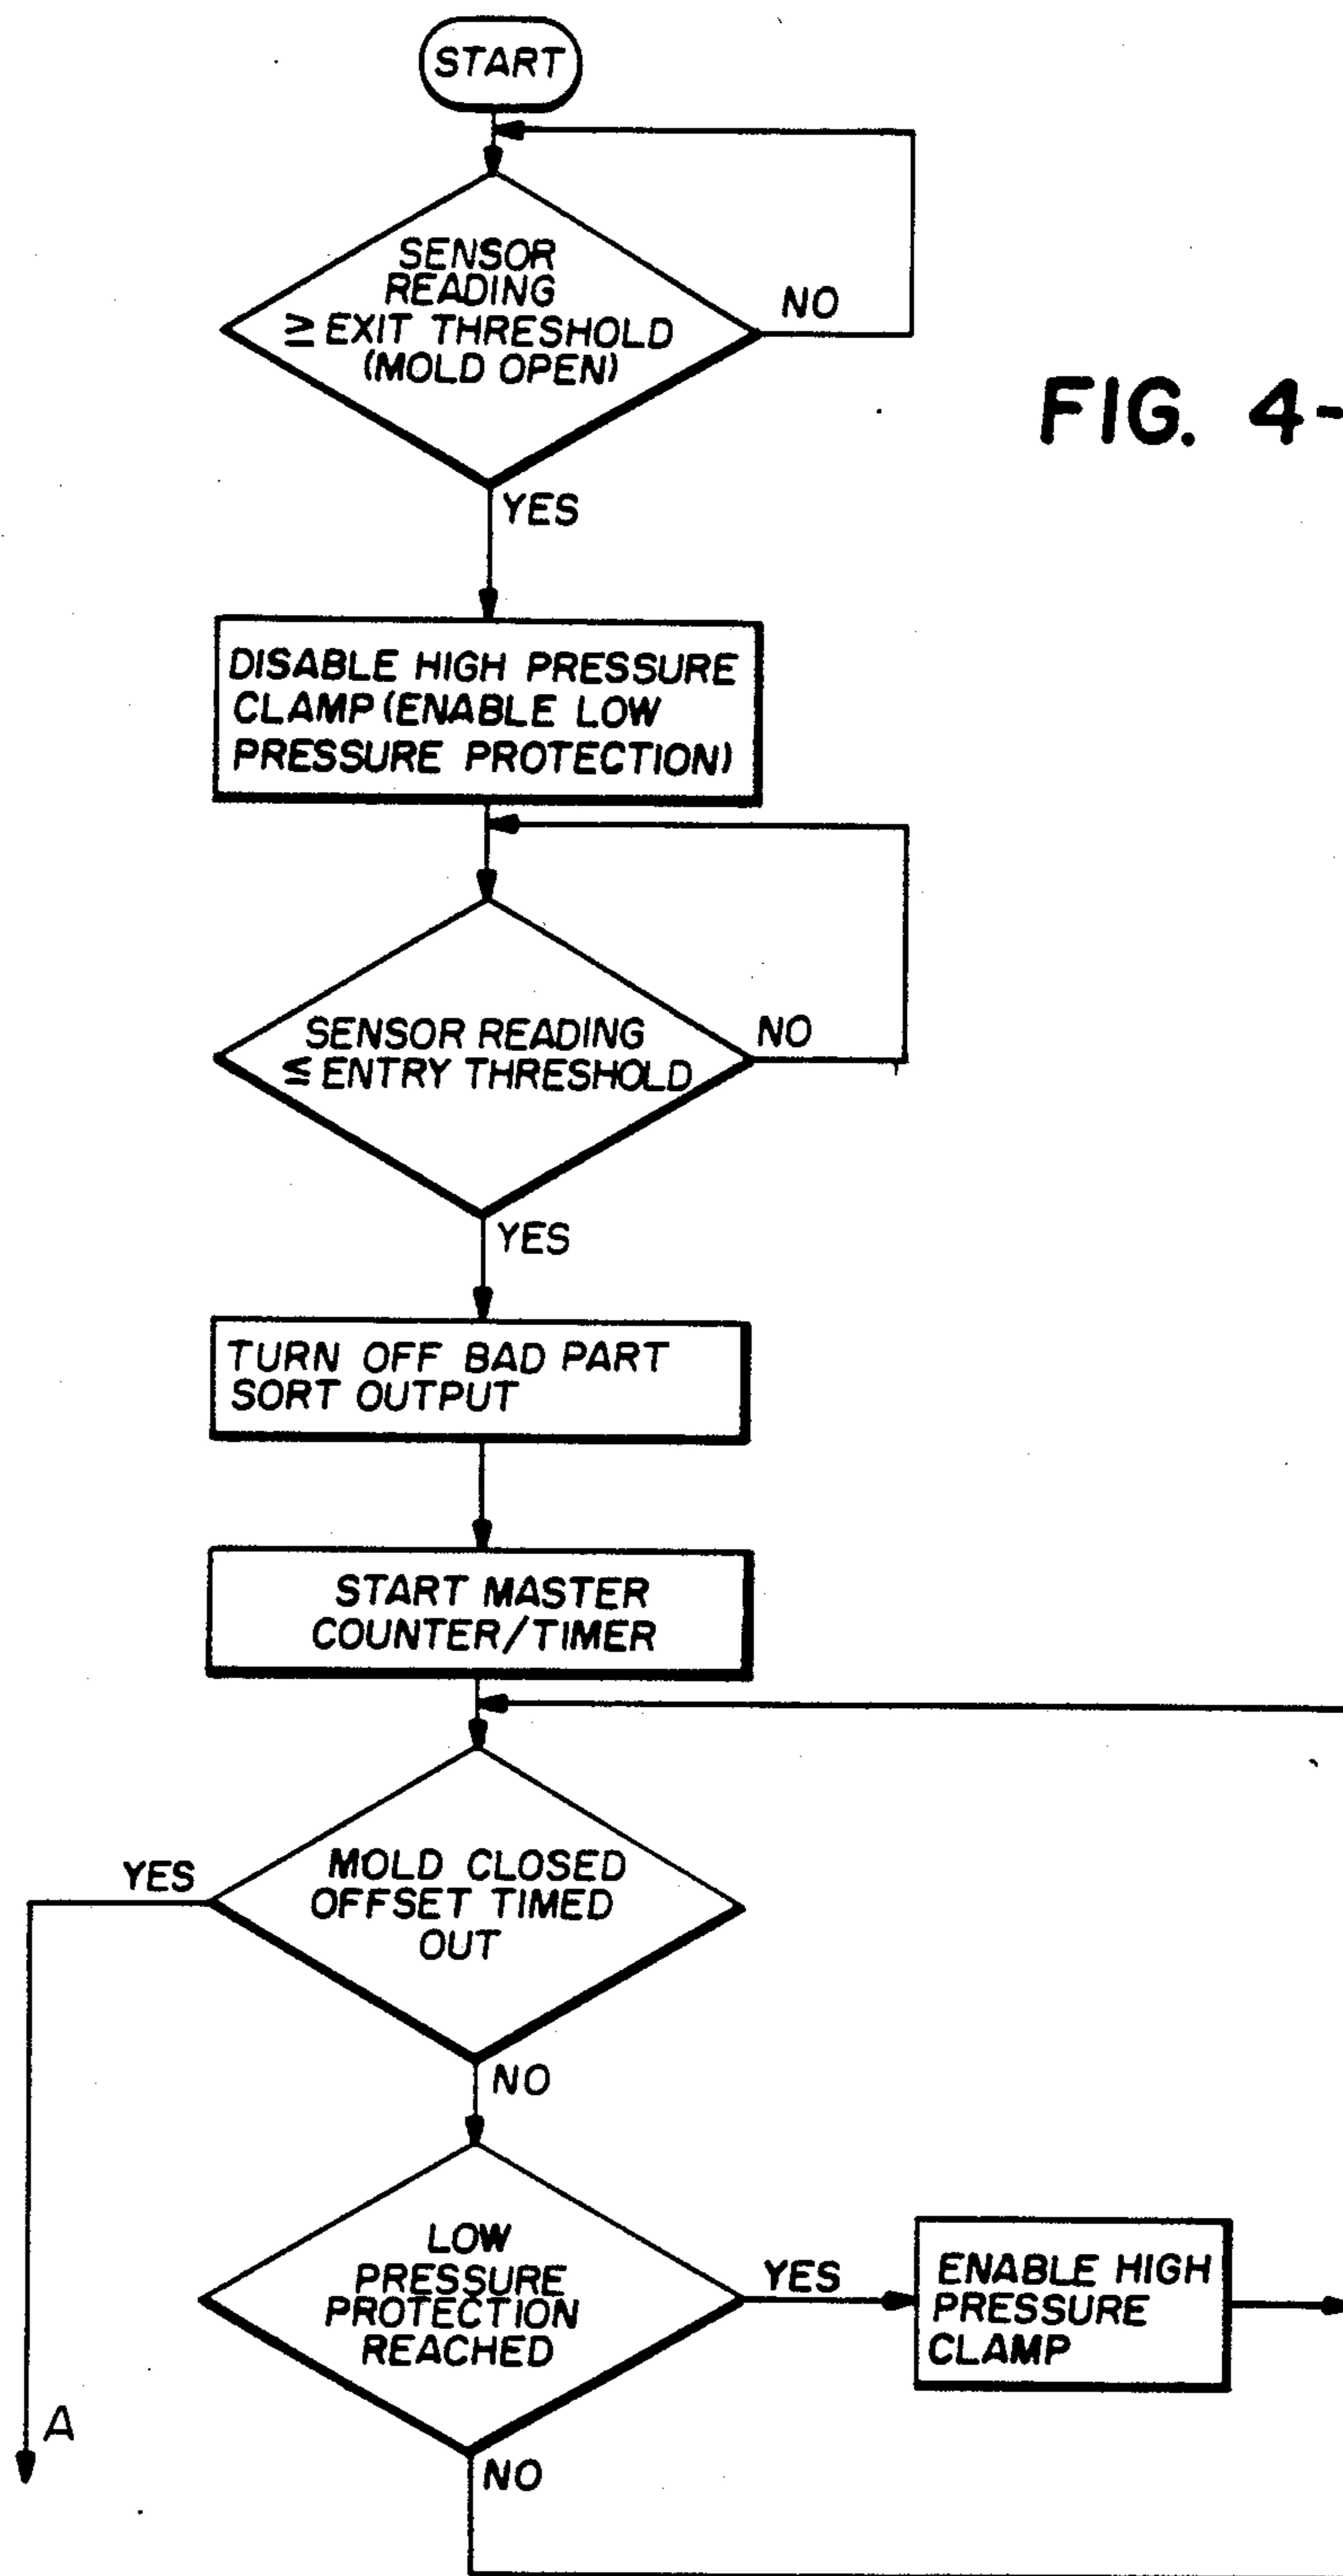 START
SENSOR
READING
≥ EXIT THRESHOLD
(MOLD OPEN)
NO
FIG. 4-
YES
DISABLE HIGH PRESSURE
CLAMP (ENABLE LOW
PRESSURE PROTECTION)
SENSOR READING
≤ ENTRY THRESHOLD
NO
YES
TURN OFF BAD PART
SORT OUTPUT
START MASTER
COUNTER/TIMER
YES
MOLD CLOSED
OFFSET TIMED
OUT
NO
LOW
PRESSURE
PROTECTION
REACHED
YES
ENABLE HIGH
PRESSURE
CLAMP
A
NO